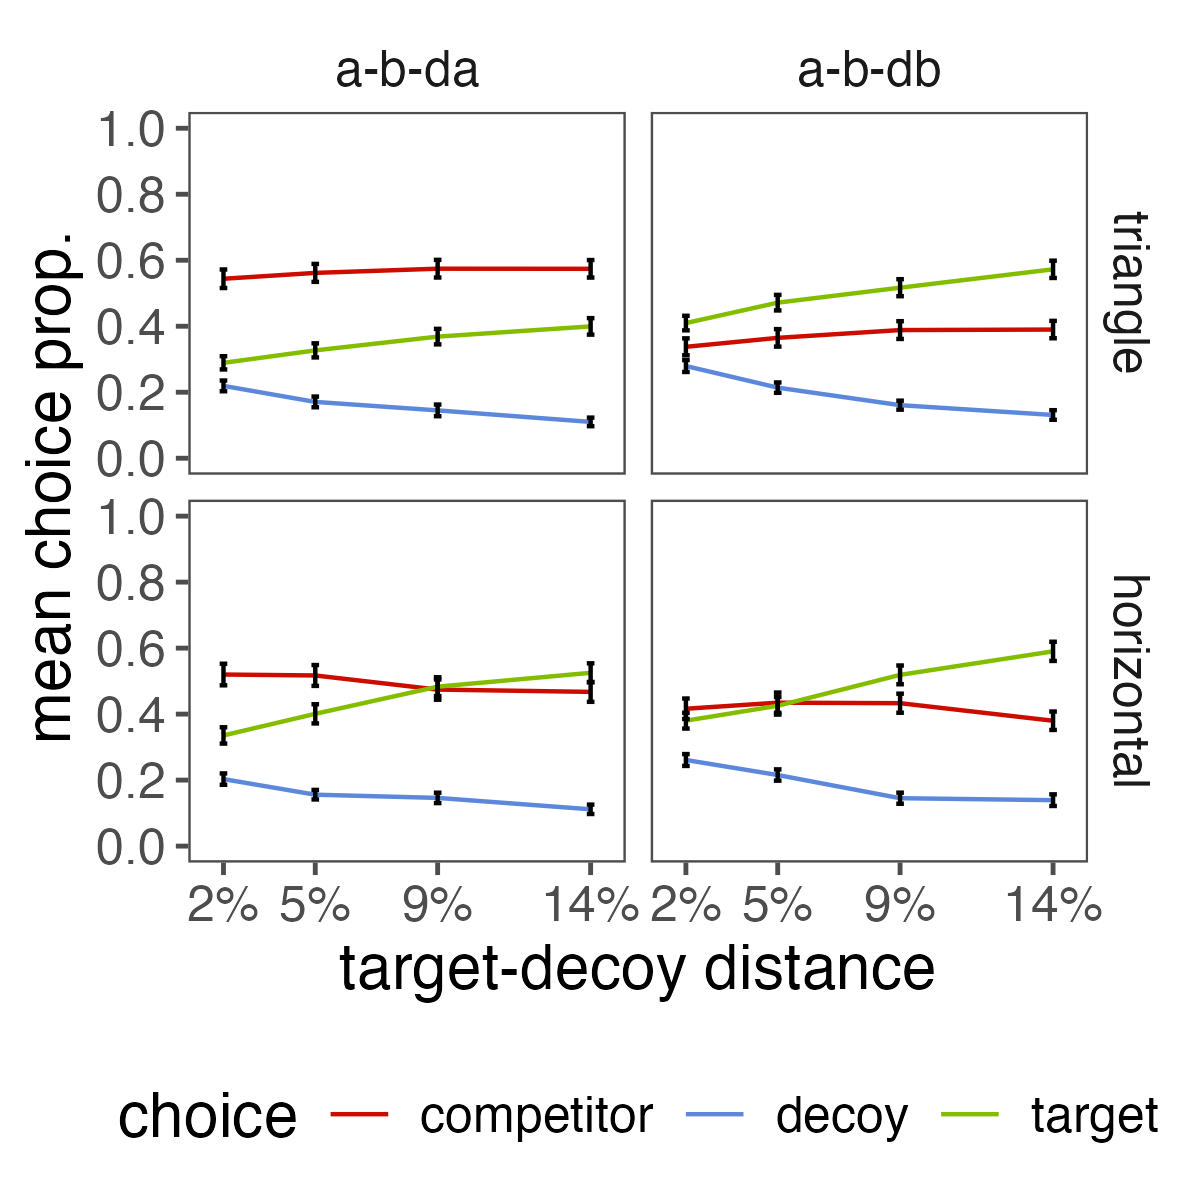 a-b-da a-b-db
mean choice prop.
1.0
0.8
0.6
0.4
0.2
0.0
triangle
1.0
0.8
0.6
0.4
0.2
0.0
horizontal
2% 5% 9% 14% 2% 5% 9% 14%
target-decoy distance
choice competitor decoy target